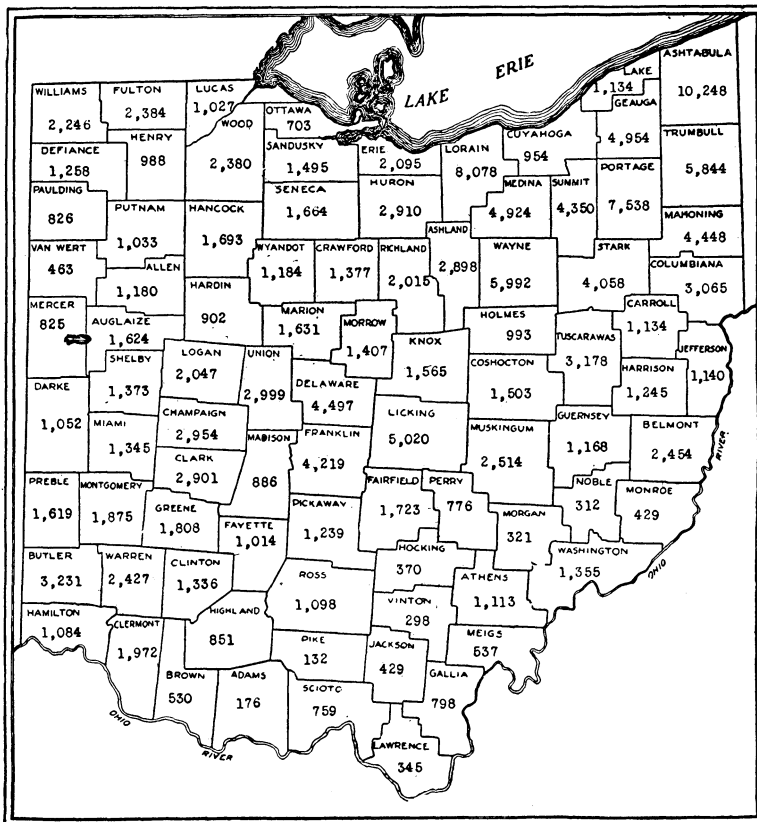 LAKE ERIE
ASHTABULA
10,248
LAKE
1,134
GEAUGA
4,954
WILLIAMS
2,246
FULTON
2,384
LUCAS
1,027
WOOD
2,380
OTTAWA
703
HENRY
988
SANDUSKY
1,495
ERIE
2,095
LORAIN
8,078
CUYAHOGA
954
TRUMBULL
5,844
DEFIANCE
1,258
SENECA
1,664
HURON
2,910
MEDINA
4,924
SUMMIT
4,350
PORTAGE
7,538
PAULDING
826
PUTNAM
1,033
HANCOCK
1,693
MAHONING
4,448
VAN WERT
463
ALLEN
1,180
WYANDOT
1,184
CRAWFORD
1,377
RICHLAND
2,015
ASHLAND
2,898
WAYNE
5,992
STARK
4,058
COLUMBIANA
3,065
HARDIN
902
MERCER
825
AUGLAIZE
1,624
MARION
1,631
MORROW
1,407
KNOX
1,565
HOLMES
993
TUSCARAWAS
3,178
CARROLL
1,134
JEFFERSON
1,140
SHELBY
1,373
LOGAN
2,047
UNION
2,999
DELAWARE
4,497
COSHOCTON
1,503
HARRISON
1,245
DARKE
1,052
MIAMI
1,345
CHAMPAIGN
2,954
CLARK
2,901
MADISON
886
FRANKLIN
4,219
LICKING
5,020
MUSKINGUM
2,514
GUERNSEY
1,168
BELMONT
2,454
RIVER
PREBLE
1,619
MONTGOMERY
1,875
GREENE
1,808
FAYETTE
1,014
PICKAWAY
1,239
FAIRFIELD
1,723
PERRY
776
MORGAN
321
NOBLE
312
MONROE
429
BUTLER
3,231
WARREN
2,427
CLINTON
1,336
ROSS
1,098
HOCKING
370
ATHENS
1,113
WASHINGTON
1,355
OHIO
HAMILTON
1,084
CLERMONT
1,972
HIGHLAND
851
PIKE
132
VINTON
298
JACKSON
429
MEIGS
537
BROWN
530
ADAMS
176
SCIOTO
759
GALLIA
798
OHIO
RIVER
LAWRENCE
345